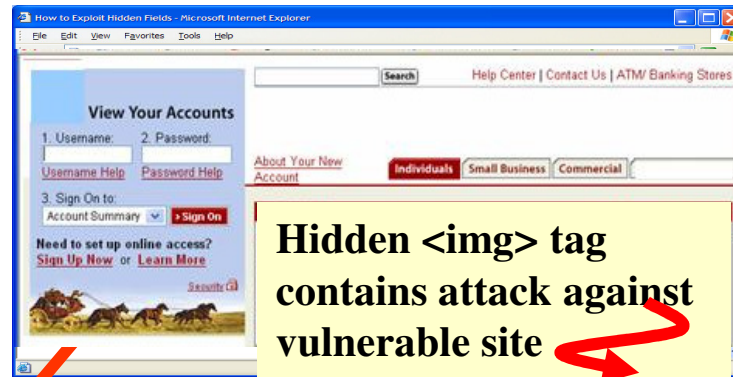 How to Exploit Hidden Fields - Microsoft Internet Explorer
File Edit View Favorites Tools Help
Search
Help Center | Contact Us | ATM/ Banking Stores
View Your Accounts
1. Username: 2. Password:
Username Help Password Help
3. Sign On to:
Account Summary Sign On
Need to set up online access?
Sign Up Now or Learn More
Security
About Your New
Account
Individuals Small Business Commercial
Hidden <img> tag
contains attack against
vulnerable site